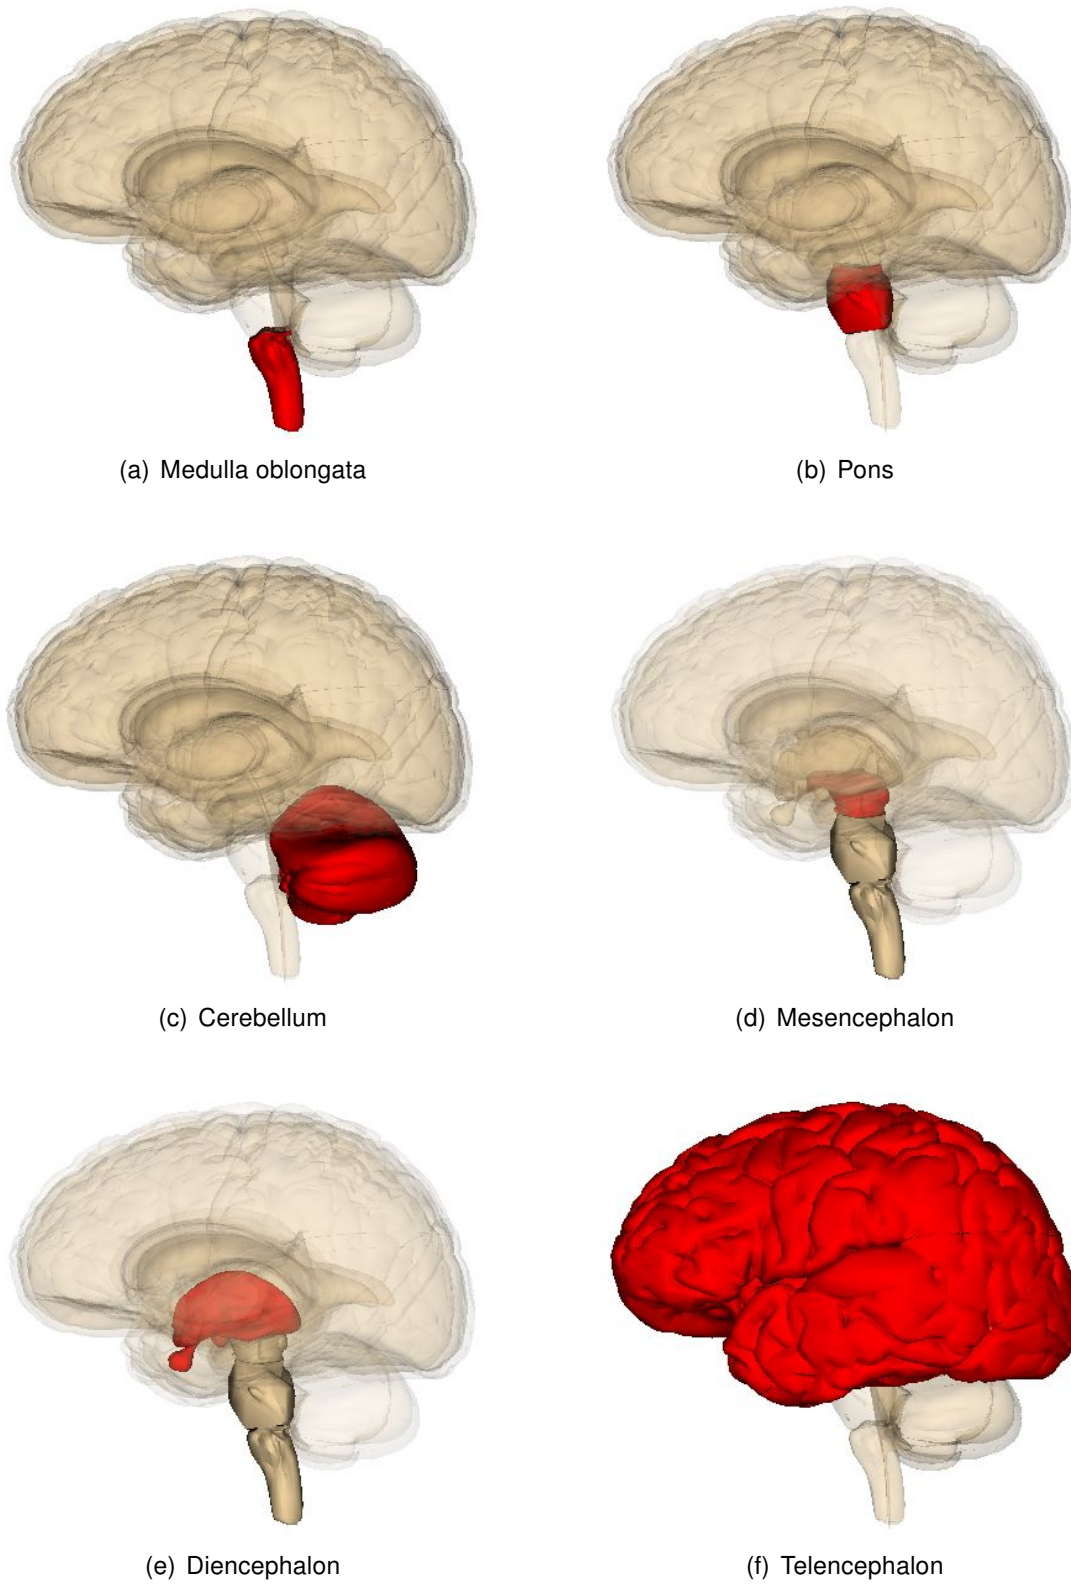 (a) Medulla oblongata
(b) Pons
(c) Cerebellum
(d) Mesencephalon
(e) Diencephalon
(f) Telencephalon